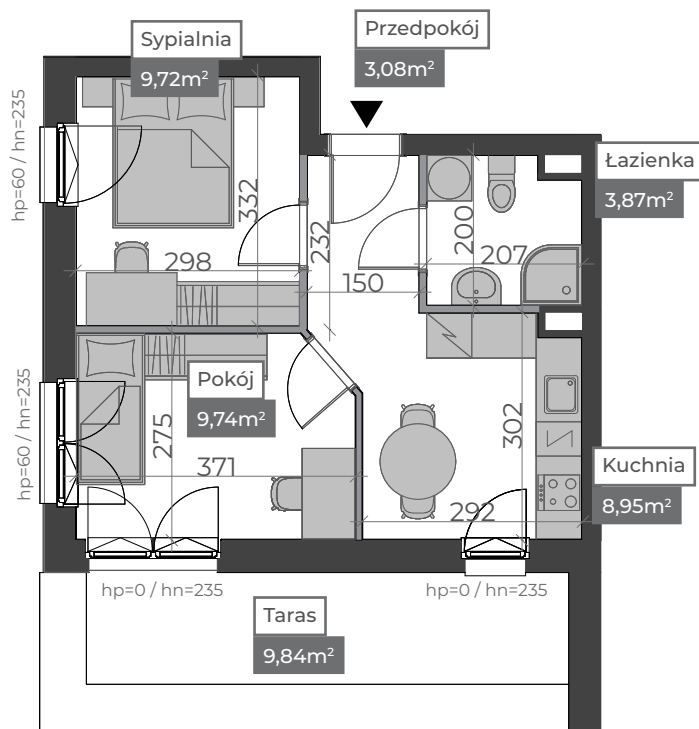 Sypialnia
9,72m²
Przedpokój
3,08m²
hp=60 / hn=235
Łazienka
3,87m²
332
232
200
207
298
150
hp=60 / hn=235
Pokój
9,74m²
275
371
302
292
Kuchnia
8,95m²
hp=0 / hn=235
hp=0 / hn=235
Taras
9,84m²